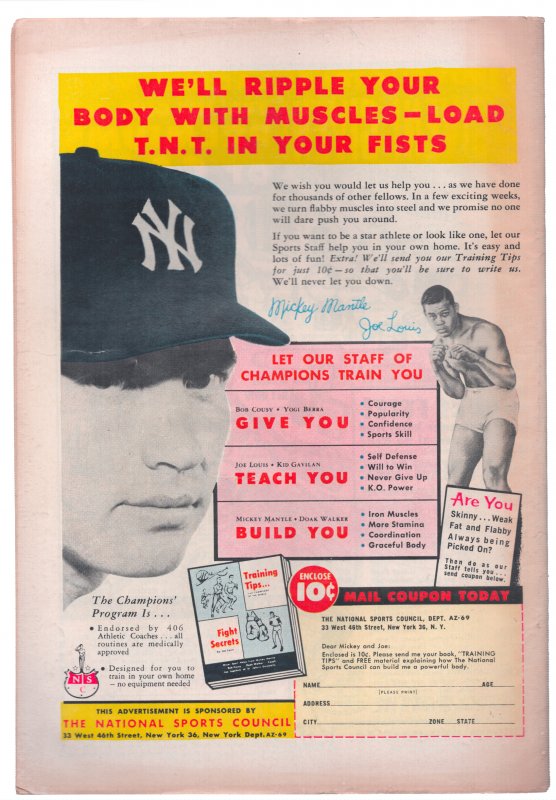 WE'LL RIPPLE YOUR
BODY WITH MUSCLES—LOAD
T.N.T. IN YOUR FISTS
NY
We wish you would let us help you . . . as we have done
for thousands of other fellows. In a few exciting weeks,
we turn flabby muscles into steel and we promise no one
will dare push you around.
If you want to be a star athlete or look like one, let our
Sports Staff help you in your own home. It's easy and
lots of fun! Extra! We'll send you our Training Tips
for just 10¢ — so that you'll be sure to write us.
We'll never let you down.
Mickey Mantle
Joe Louis
LET OUR STAFF OF
CHAMPIONS TRAIN YOU
BOB COUSY • YOGI BERRA
GIVE YOU
• Courage
• Popularity
• Confidence
• Sports Skill
JOE LOUIS • KID GAVILAN
TEACH YOU
• Self Defense
• Will to Win
• Never Give Up
• K.O. Power
MICKEY MANTLE • DOAK WALKER
BUILD YOU
• Iron Muscles
• More Stamina
• Coordination
• Graceful Body
Are You
Skinny . . . Weak
Fat and Flabby
Always being
Picked On?
Then do as our
Staff tells you . . .
send coupon below.
The Champions'
Program Is . . .
• Endorsed by 406
Athletic Coaches . . . all
routines are medically
approved
• Designed for you to
train in your own home
— no equipment needed
N S C
Training
Tips...
Fight
Secrets
ENCLOSE
10¢
MAIL COUPON TODAY
THE NATIONAL SPORTS COUNCIL, DEPT. AZ-69
33 West 46th Street, New York 36, N. Y.
Dear Mickey and Joe:
Enclosed is 10c. Please send me your book, "TRAINING
TIPS" and FREE material explaining how The National
Sports Council can build me a powerful body.
NAME AGE
(PLEASE PRINT)
ADDRESS
CITY ZONE STATE
THIS ADVERTISEMENT IS SPONSORED BY
THE NATIONAL SPORTS COUNCIL
33 West 46th Street, New York 36, New York Dept. AZ-69